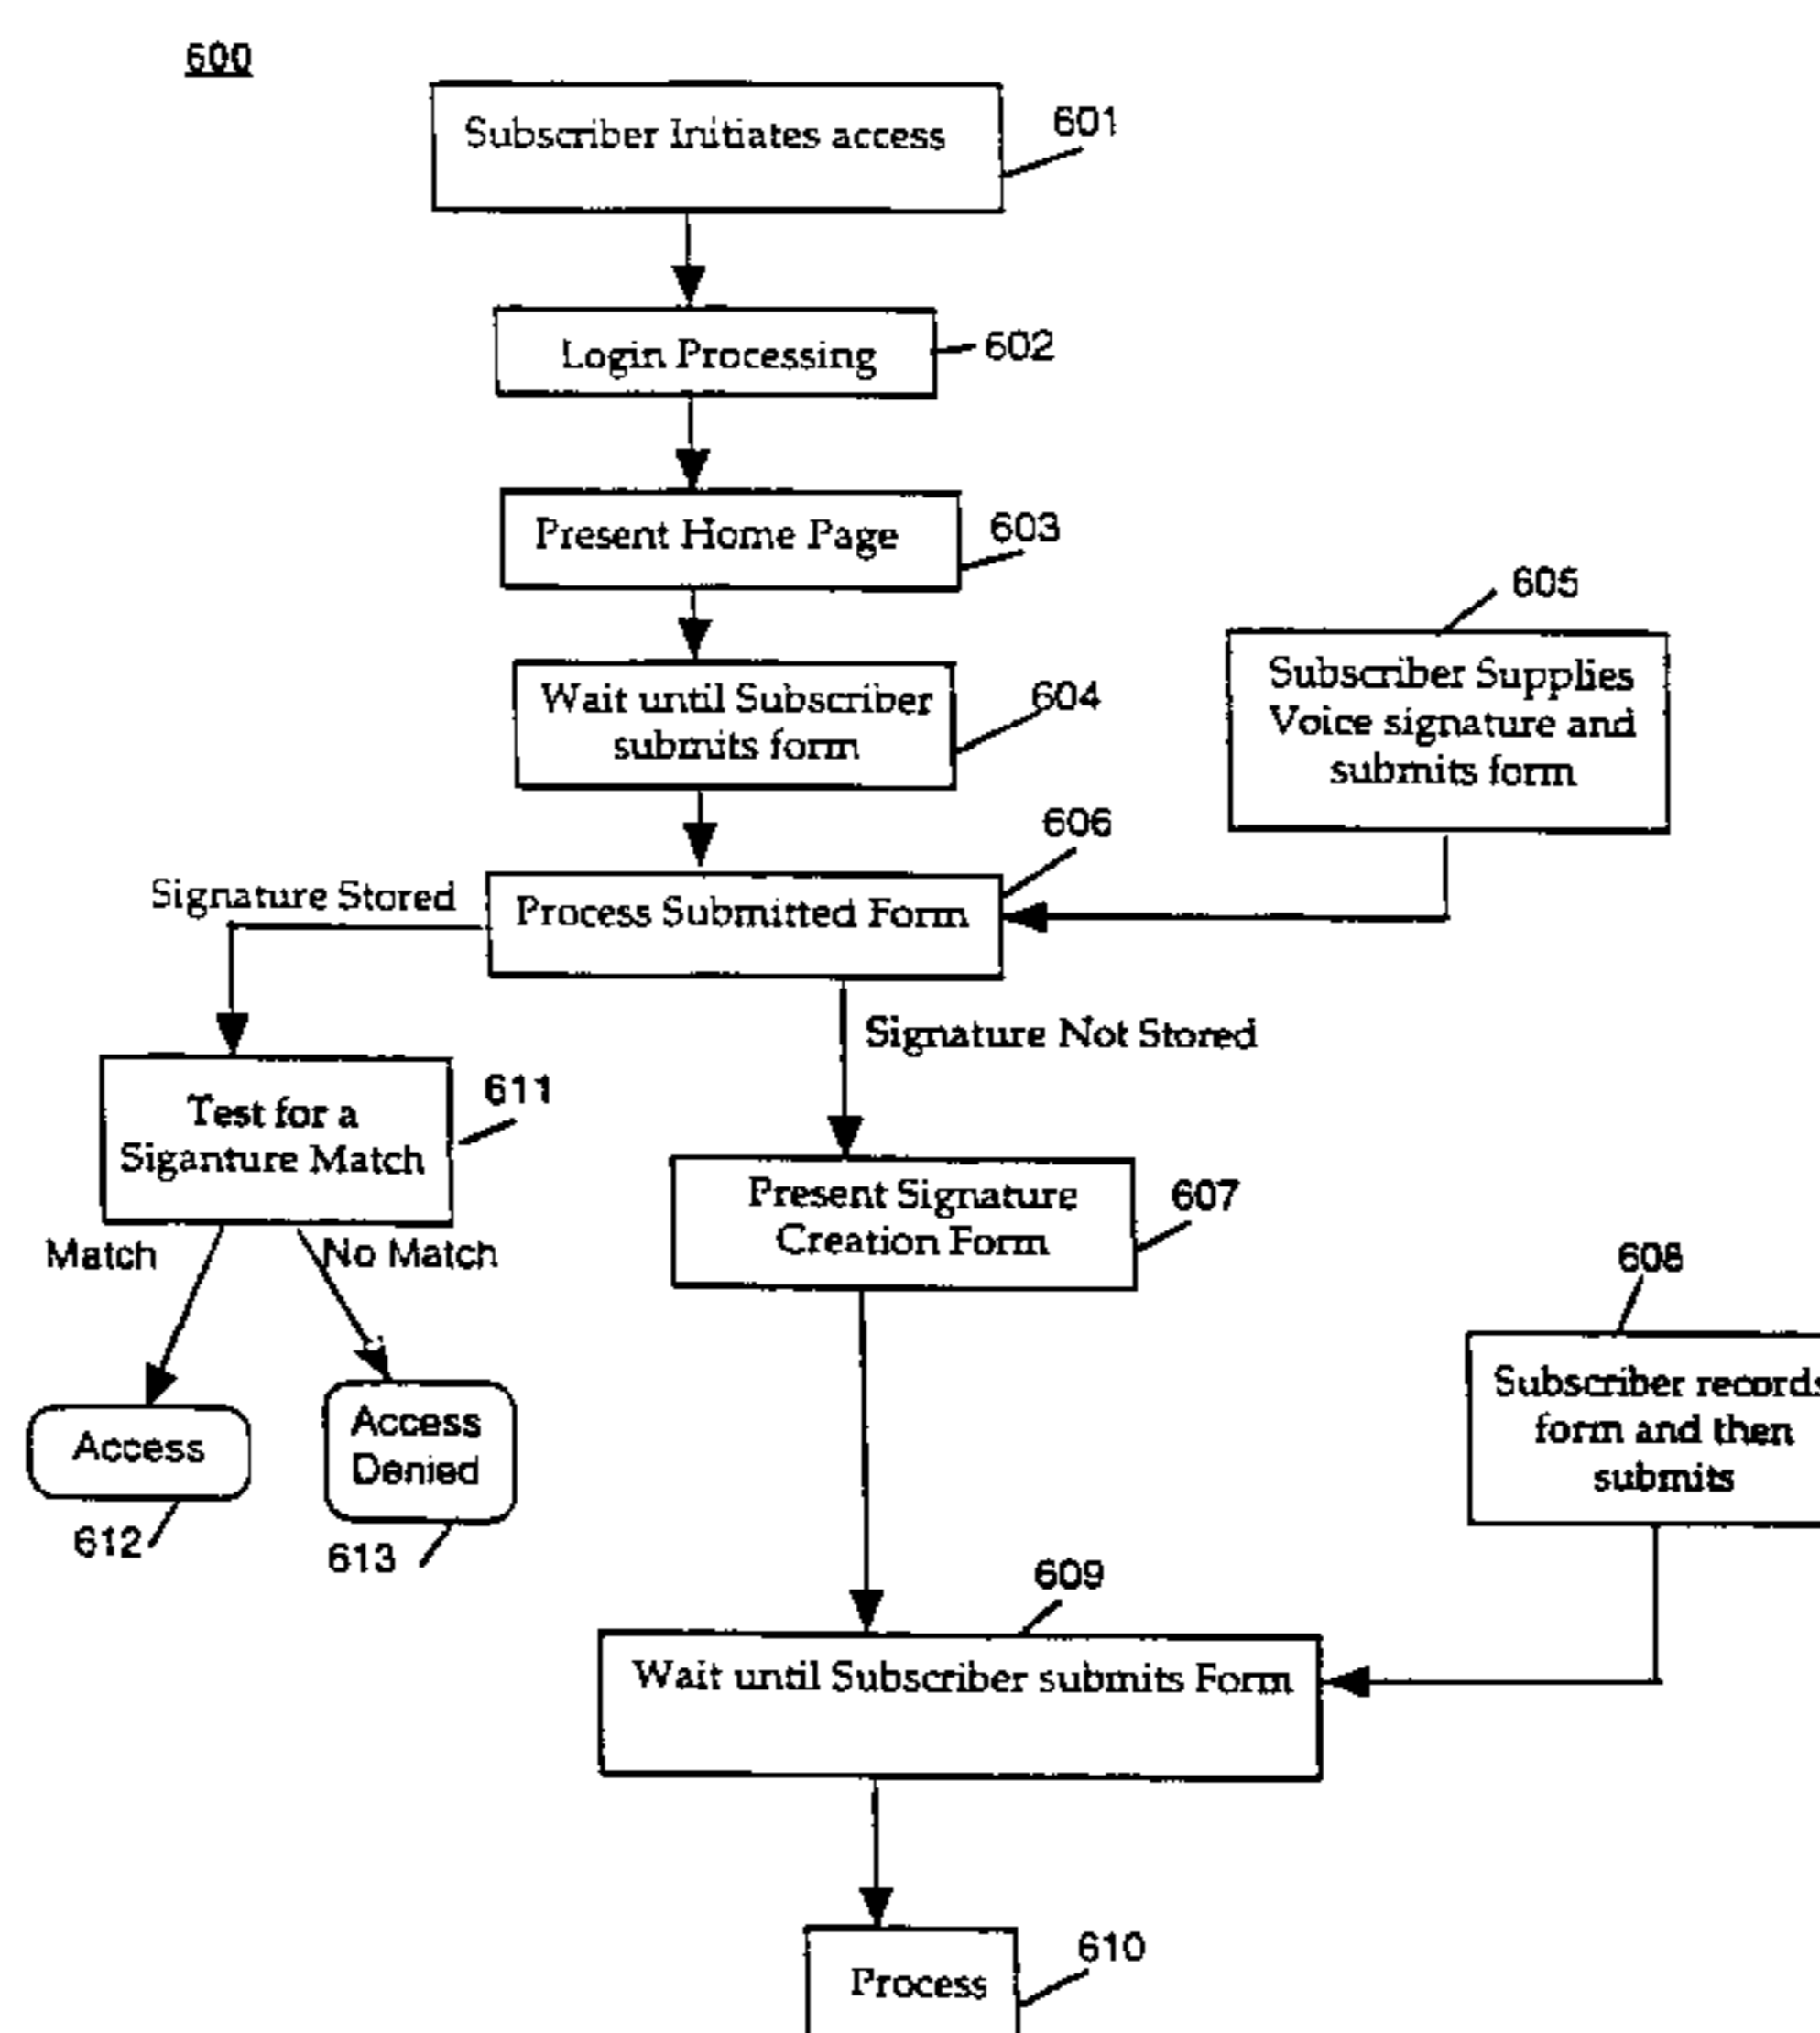 600
Subscriber Initiates access
601
Login Processing
602
Present Home Page
603
605
Wait until Subscriber
submits form
604
Subscriber Supplies
Voice signature and
submits form
606
Signature Stored
Process Submitted Form
Signature Not Stored
Test for a
Siganture Match
611
Present Signature
Creation Form
607
Match
No Match
608
Access
Access
Denied
Subscriber records
form and then
submits
612
613
609
Wait until Subscriber submits Form
610
Process